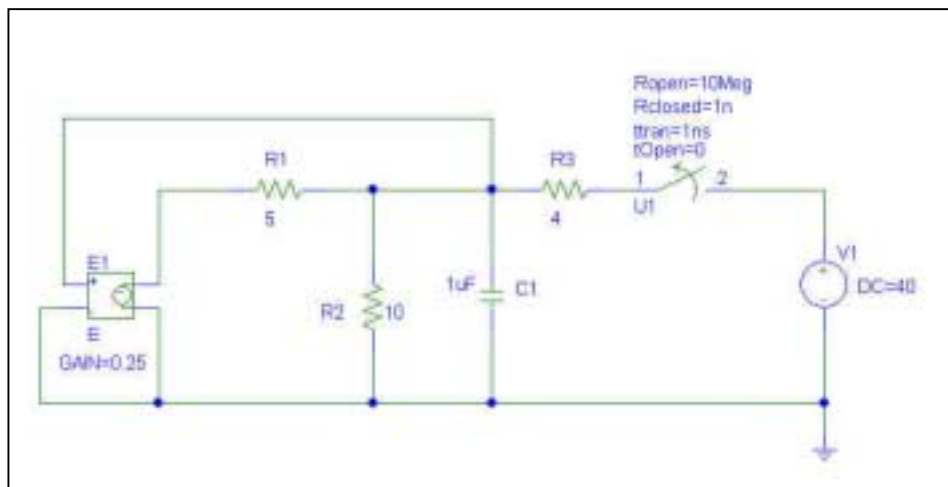 Ropen=10Meg
Rclosed=1n
ttran=1ns
tOpen=0
R1
R3
1
2
5
4
U1
E1
V1
+
1uF
C1
+
DC=40
-
R2
10
-
E
GAIN=0.25